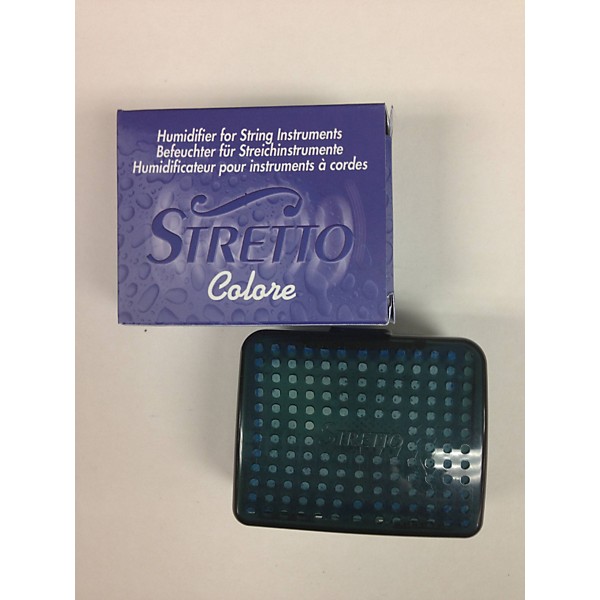 Humidifier for String Instruments
Befeuchter für Streichinstrumente
Humidificateur pour instruments à cordes
STRETTO
Colore
STRETTO